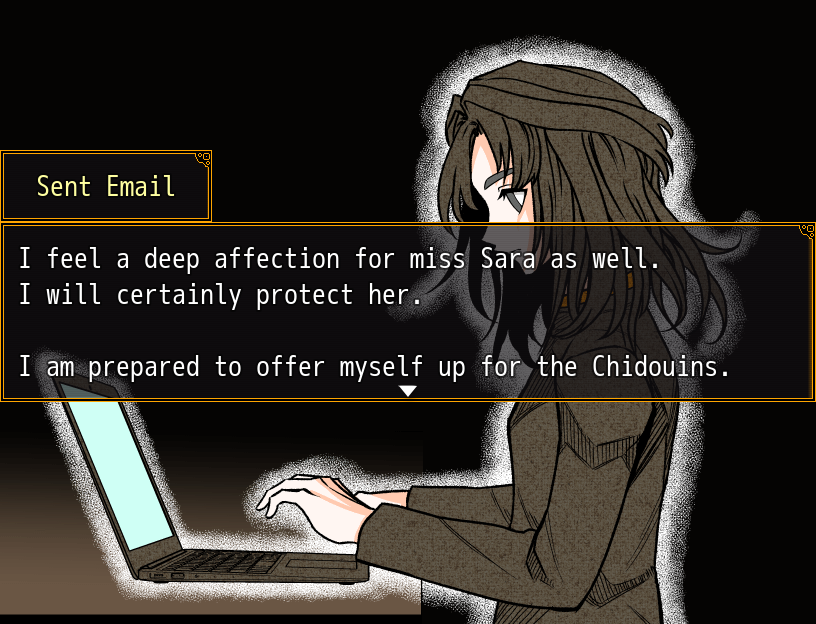 Sent Email
I feel a deep affection for miss Sara as well.
I will certainly protect her.
I am prepared to offer myself up for the Chidouins.